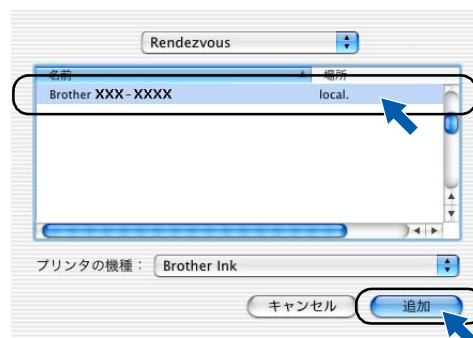 Rendezvous
名前 場所
Brother XXX-XXXX local.
プリンタの機種： Brother Ink
キャンセル 追加